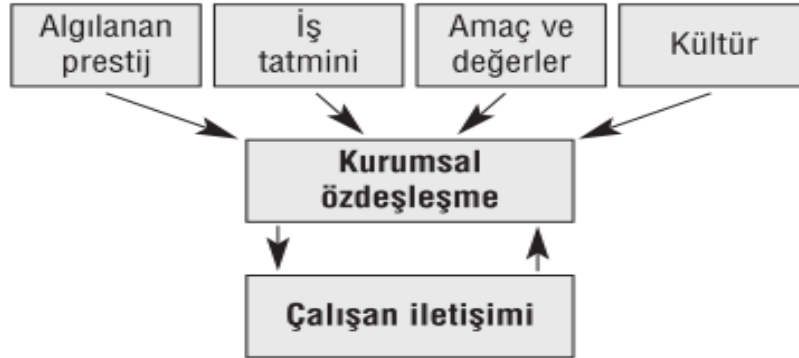 Algılanan
prestij
İş
tatmini
Amaç ve
değerler
Kültür
Kurumsal
özdeşleşme
Çalışan iletişimi